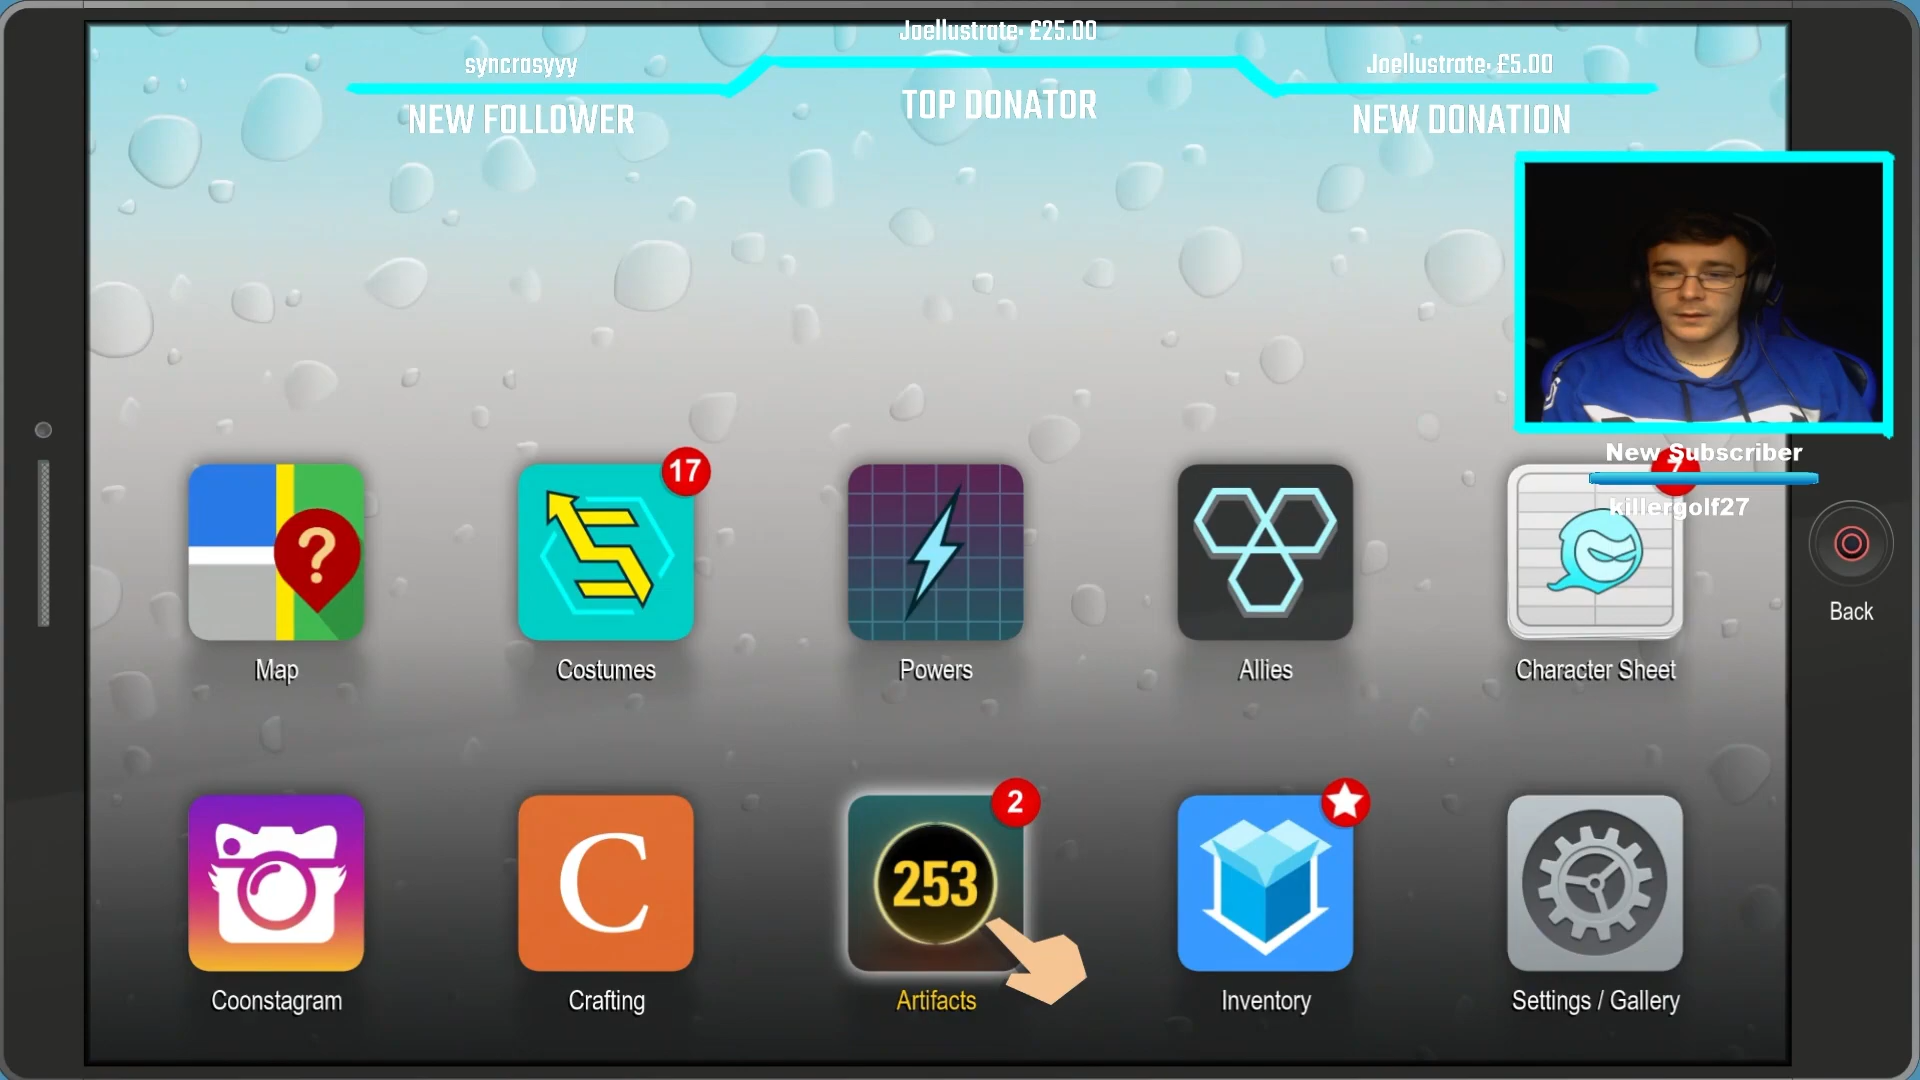 Joellustrate: £25.00
syncrasyyy
Joellustrate: £5.00
TOP DONATOR
NEW FOLLOWER
NEW DONATION
New Subscriber
killergolf27
17
7
?
Map
Costumes
Powers
Allies
Character Sheet
Back
2
C
253
Coonstagram
Crafting
Artifacts
Inventory
Settings / Gallery